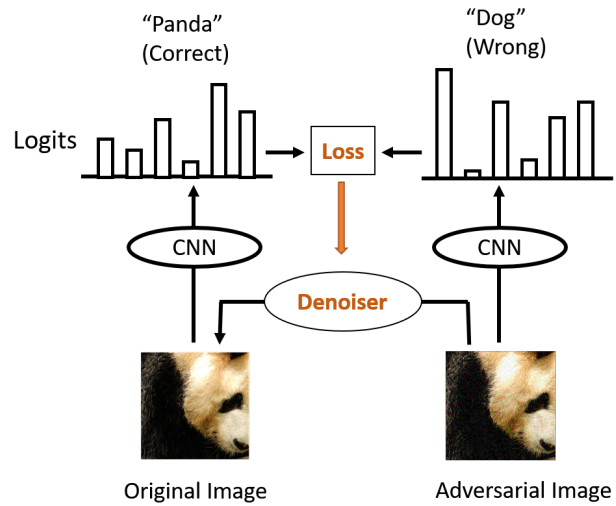 “Panda”
(Correct)
“Dog”
(Wrong)
Logits
Loss
CNN
CNN
Denoiser
Original Image
Adversarial Image